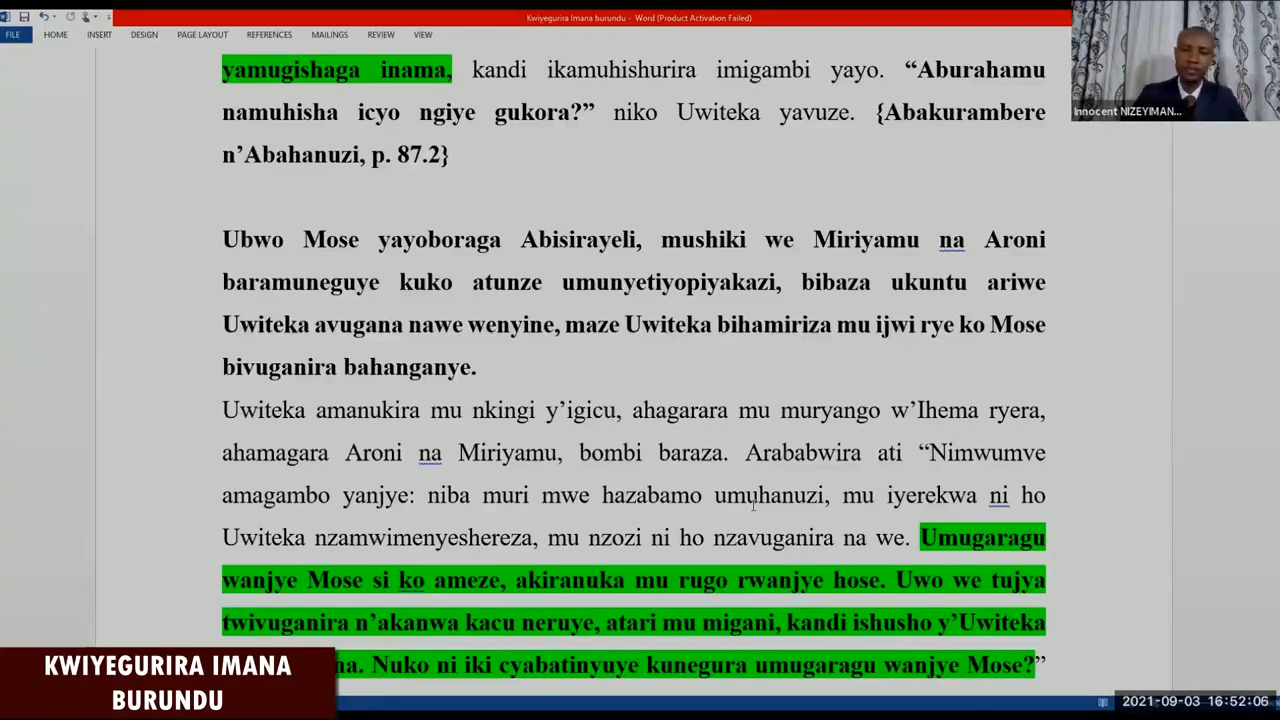 Kwiyegurira Imana burundu - Word (Product Activation Failed)
FILE HOME INSERT DESIGN PAGE LAYOUT REFERENCES MAILINGS REVIEW VIEW
yamugishaga inama, kandi ikamuhishurira imigambi yayo. “Aburahamu
namuhisha icyo ngiye gukora?” niko Uwiteka yavuze. {Abakurambere
n’Abahanuzi, p. 87.2}
Innocent NIZEYIMAN...
Ubwo Mose yayoboraga Abisirayeli, mushiki we Miriyamu na Aroni
baramuneguye kuko atunze umunyetiyopiyakazi, bibaza ukuntu ariwe
Uwiteka avugana nawe wenyine, maze Uwiteka bihamiriza mu ijwi rye ko Mose
bivuganira bahanganye.
Uwiteka amanukira mu nkingi y’igicu, ahagarara mu muryango w’Ihema ryera,
ahamagara Aroni na Miriyamu, bombi baraza. Arababwira ati “Nimwumve
amagambo yanjye: niba muri mwe hazabamo umuhanuzi, mu iyerekwa ni ho
Uwiteka nzamwimenyeshereza, mu nzozi ni ho nzavuganira na we. Umugaragu
wanjye Mose si ko ameze, akiranuka mu rugo rwanjye hose. Uwo we tujya
twivuganira n’akanwa kacu neruye, atari mu migani, kandi ishusho y’Uwiteka
na. Nuko ni iki cyabatinyuye kunegura umugaragu wanjye Mose?”
KWIYEGURIRA IMANA
BURUNDU
2021-09-03 16:52:06